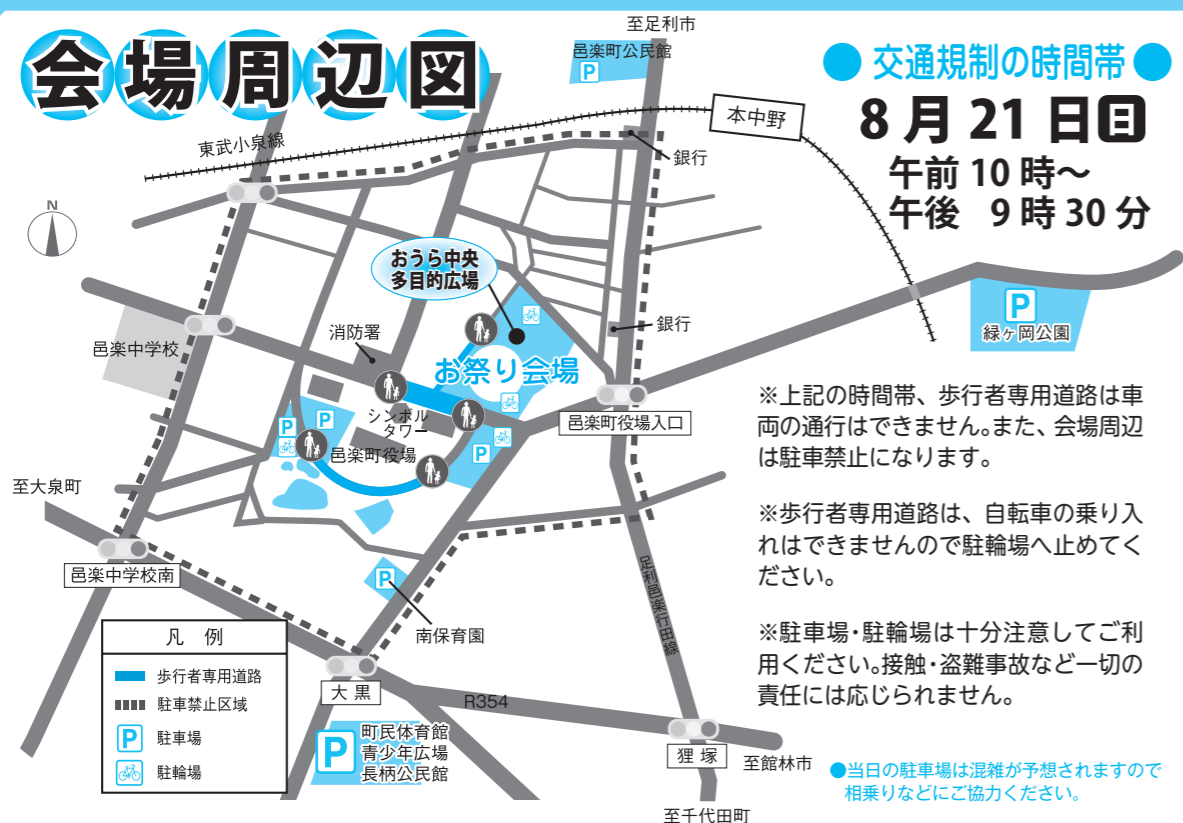 会場周辺図
● 交通規制の時間帯 ●
8月21日日
午前 10 時～
午後 9 時 30 分
至足利市
邑楽町公民館
P
本中野
東武小泉線
銀行
N
おうら中央
多目的広場
銀行
P
緑ヶ岡公園
消防署
邑楽中学校
お祭り会場
シンボル
タワー
邑楽町役場入口
P
P
P
邑楽町役場
至大泉町
邑楽中学校南
P
南保育園
足利邑楽行田線
大黒
R354
狸塚
至館林市
至千代田町
P
町民体育館
青少年広場
長柄公民館
凡 例
歩行者専用道路
駐車禁止区域
P 駐車場
駐輪場
※上記の時間帯、歩行者専用道路は車
両の通行はできません。また、会場周辺
は駐車禁止になります。
※歩行者専用道路は、自転車の乗り入
れはできませんので駐輪場へ止めてく
ださい。
※駐車場・駐輪場は十分注意してご利
用ください。接触・盗難事故など一切の
責任には応じられません。
●当日の駐車場は混雑が予想されますので
相乗りなどにご協力ください。